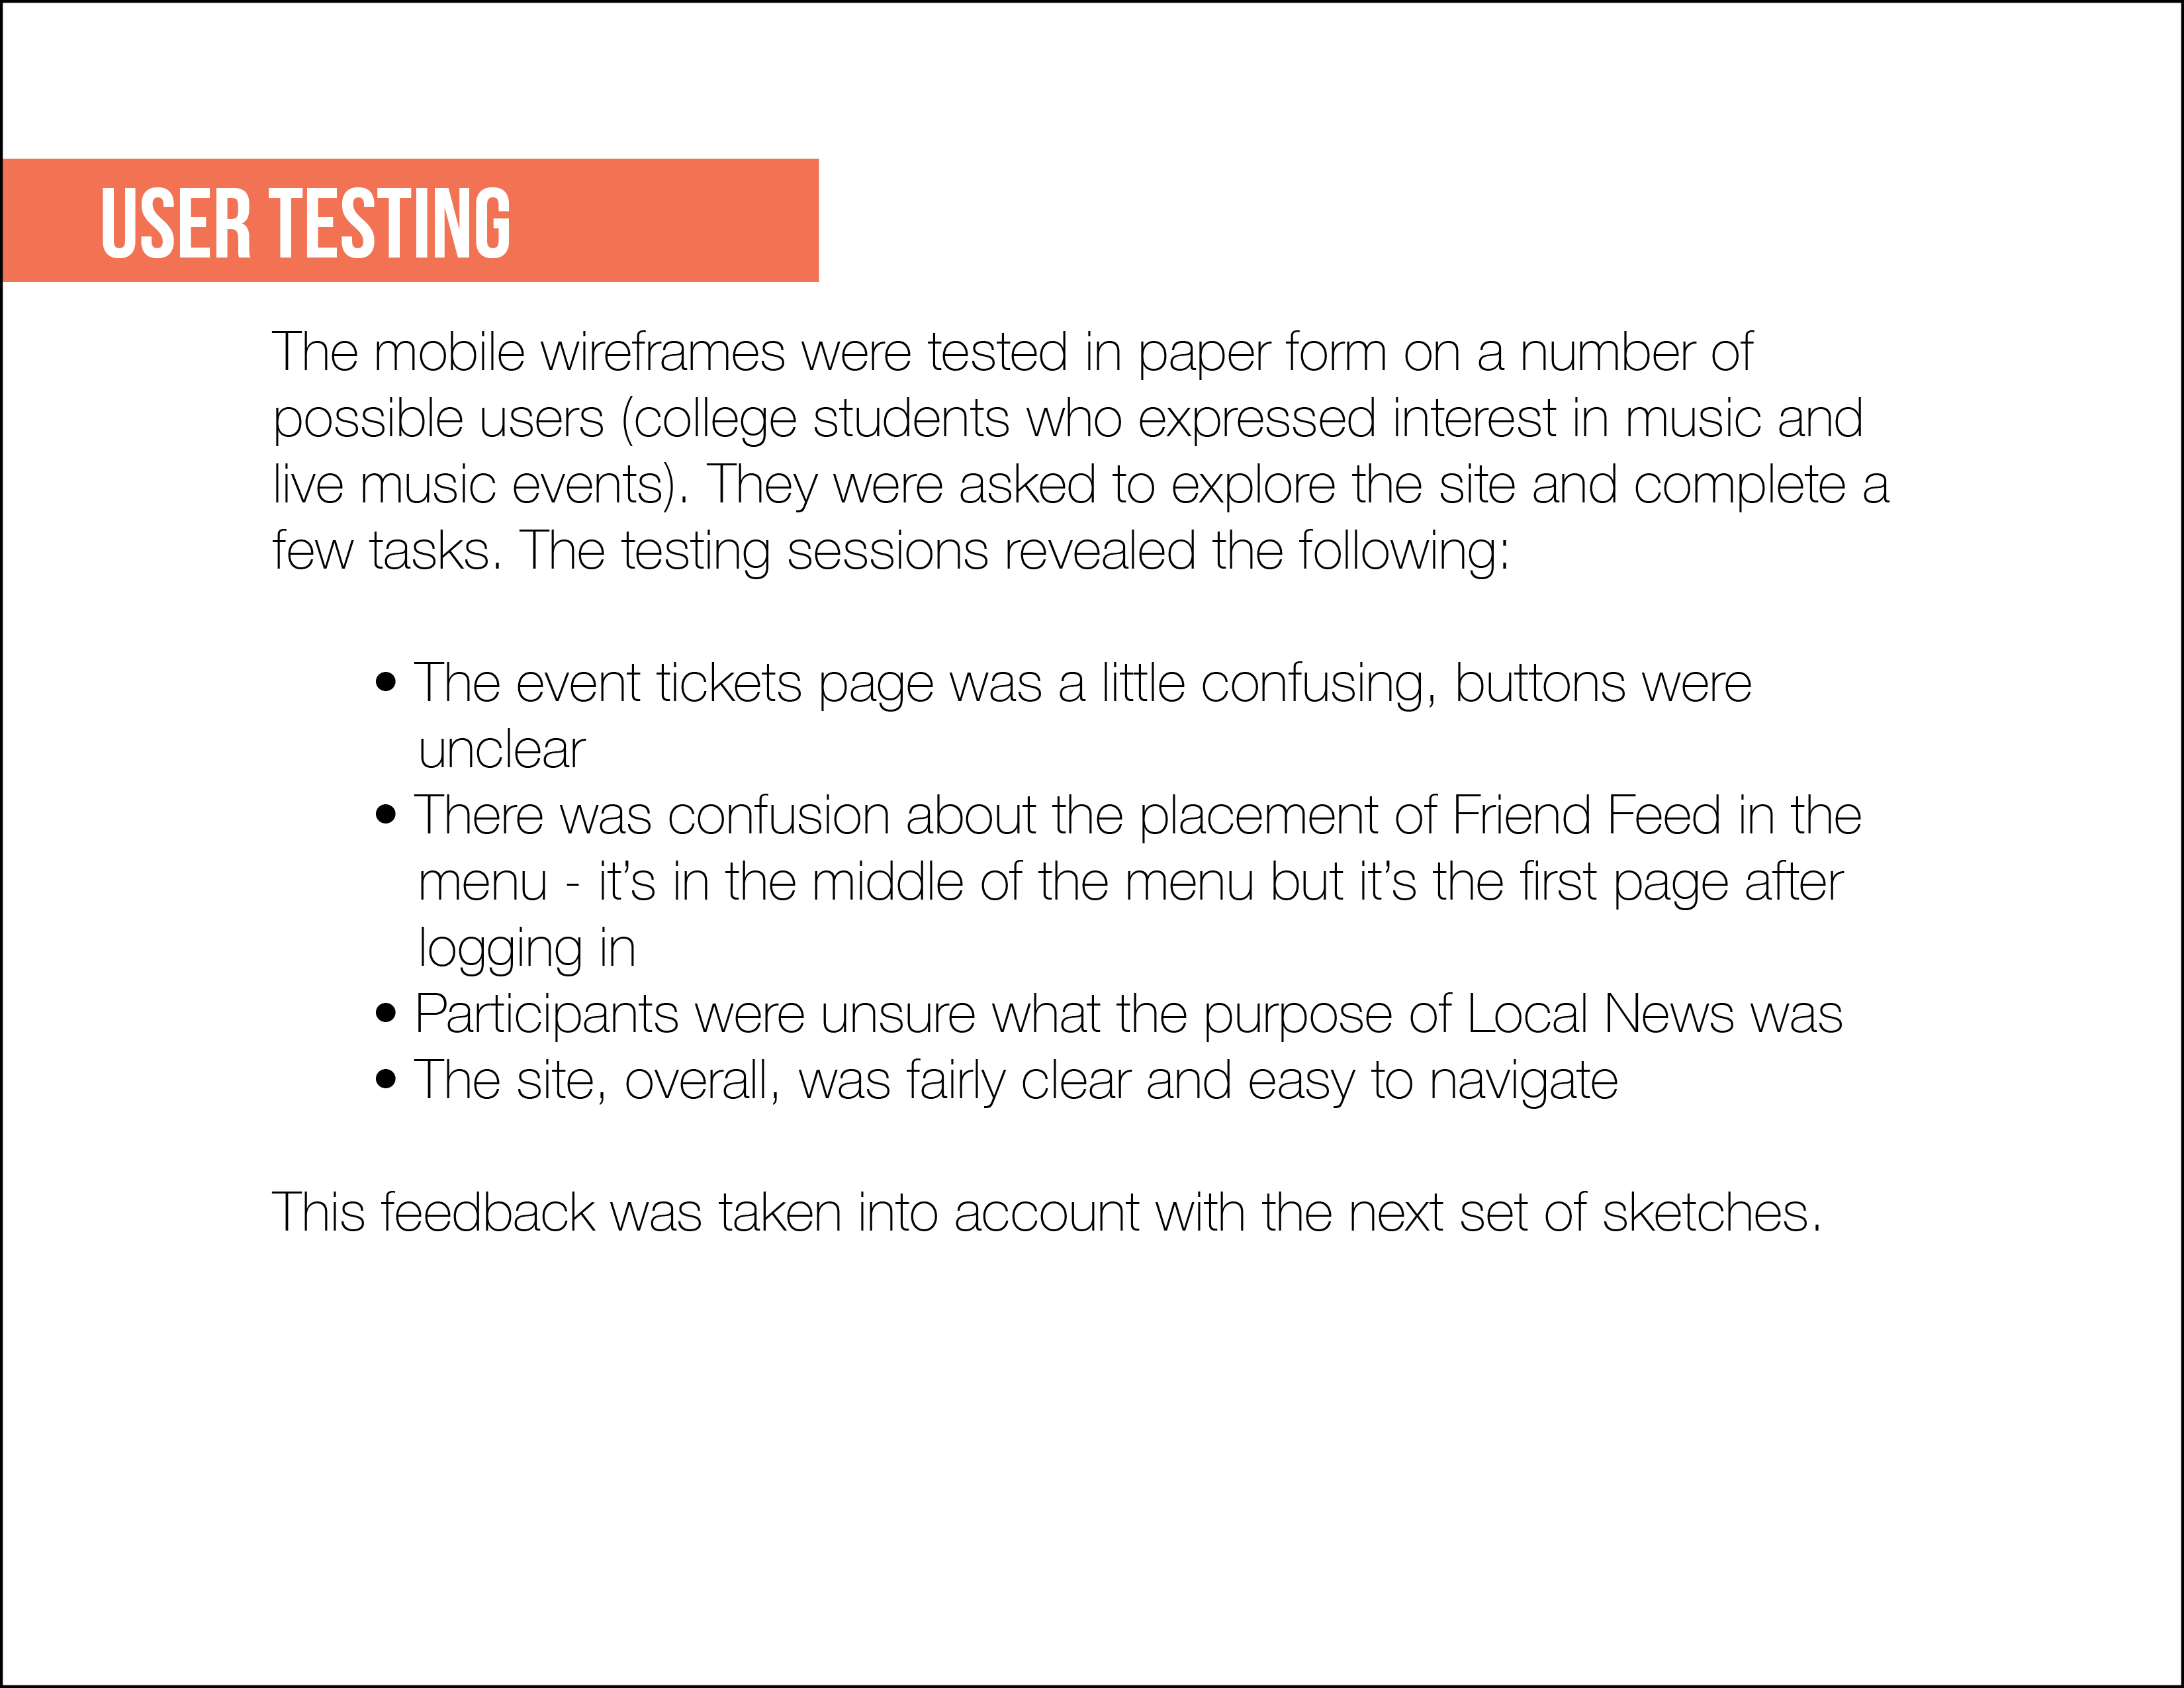 USER TESTING
The mobile wireframes were tested in paper form on a number of
possible users (college students who expressed interest in music and
live music events). They were asked to explore the site and complete a
few tasks. The testing sessions revealed the following:
• The event tickets page was a little confusing, buttons were
unclear
• There was confusion about the placement of Friend Feed in the
menu - it’s in the middle of the menu but it’s the first page after
logging in
• Participants were unsure what the purpose of Local News was
• The site, overall, was fairly clear and easy to navigate
This feedback was taken into account with the next set of sketches.